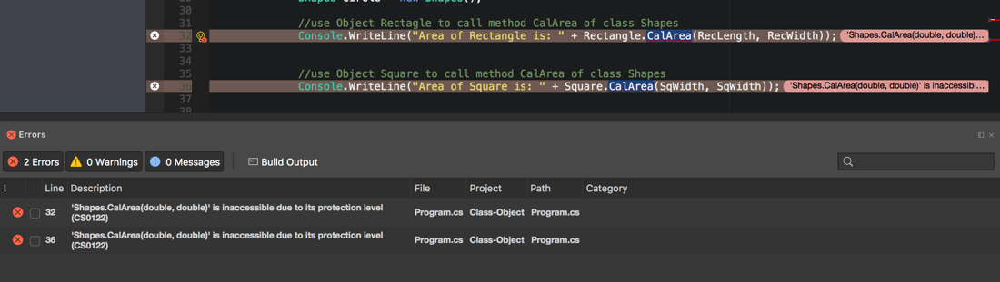 30
31 //use Object Rectagle to call method CalArea of class Shapes
32 Console.WriteLine("Area of Rectangle is: " + Rectangle.CalArea(RecLength, RecWidth)); 'Shapes.CalArea(double, double)...
33
34
35 //use Object Square to call method CalArea of class Shapes
36 Console.WriteLine("Area of Square is: " + Square.CalArea(SqWidth, SqWidth)); 'Shapes.CalArea(double, double)' is inaccessibl...
37
38
Errors
2 Errors 0 Warnings 0 Messages Build Output
! Line Description File Project Path Category
32 'Shapes.CalArea(double, double)' is inaccessible due to its protection level (CS0122) Program.cs Class-Object Program.cs
36 'Shapes.CalArea(double, double)' is inaccessible due to its protection level (CS0122) Program.cs Class-Object Program.cs